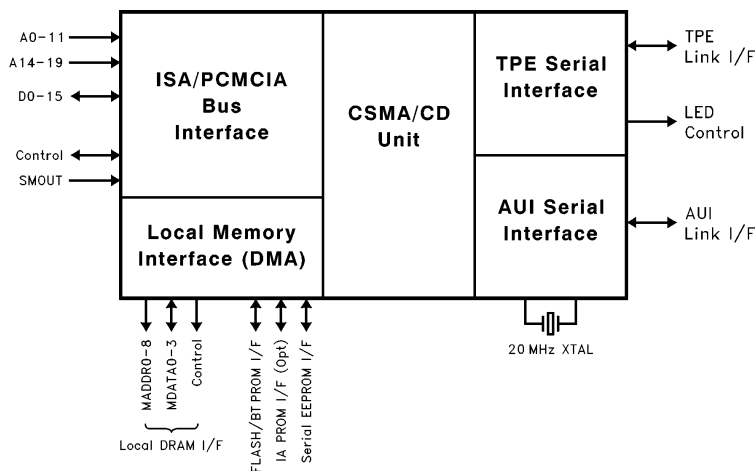 A0-11
A14-19
D0-15
Control
SMOUT
ISA/PCMCIA
Bus
Interface
Local Memory
Interface (DMA)
CSMA/CD
Unit
TPE Serial
Interface
AUI Serial
Interface
TPE
Link I/F
LED
Control
AUI
Link I/F
20 MHz XTAL
MADDR0-8
MDATA0-3
Control
Local DRAM I/F
FLASH/BT PROM I/F
IA PROM I/F (Opt)
Serial EEPROM I/F